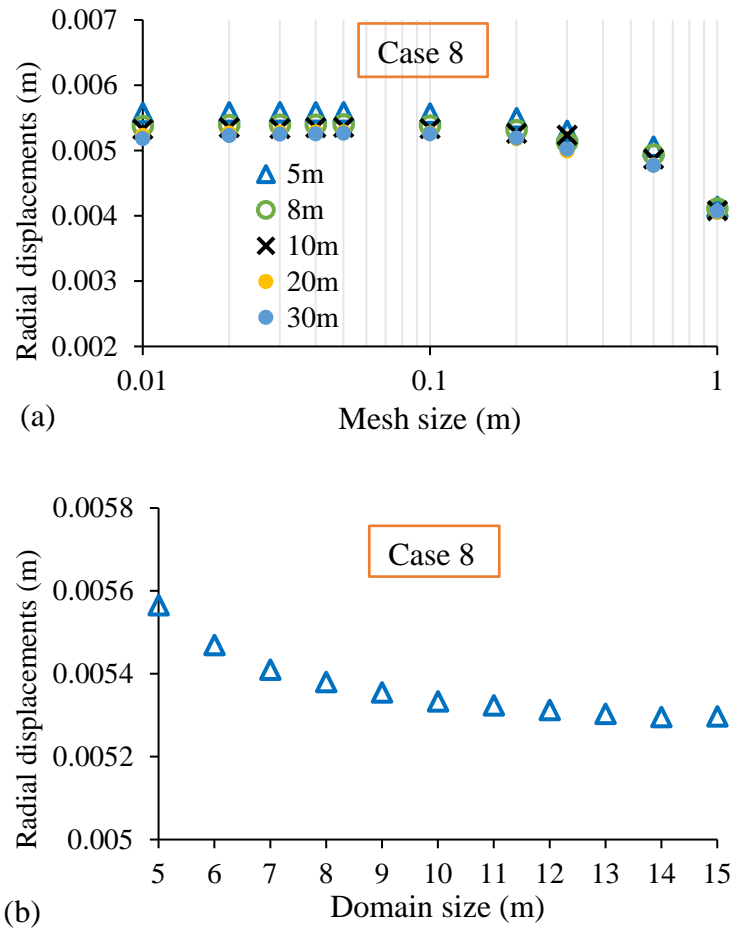 0.007
0.006
0.005
0.004
0.003
0.002
Radial displacements (m)
Case 8
5m
8m
10m
20m
30m
0.01
0.1
1
(a)
Mesh size (m)
0.0058
0.0056
0.0054
0.0052
0.005
Radial displacements (m)
Case 8
5 6 7 8 9 10 11 12 13 14 15
(b)
Domain size (m)